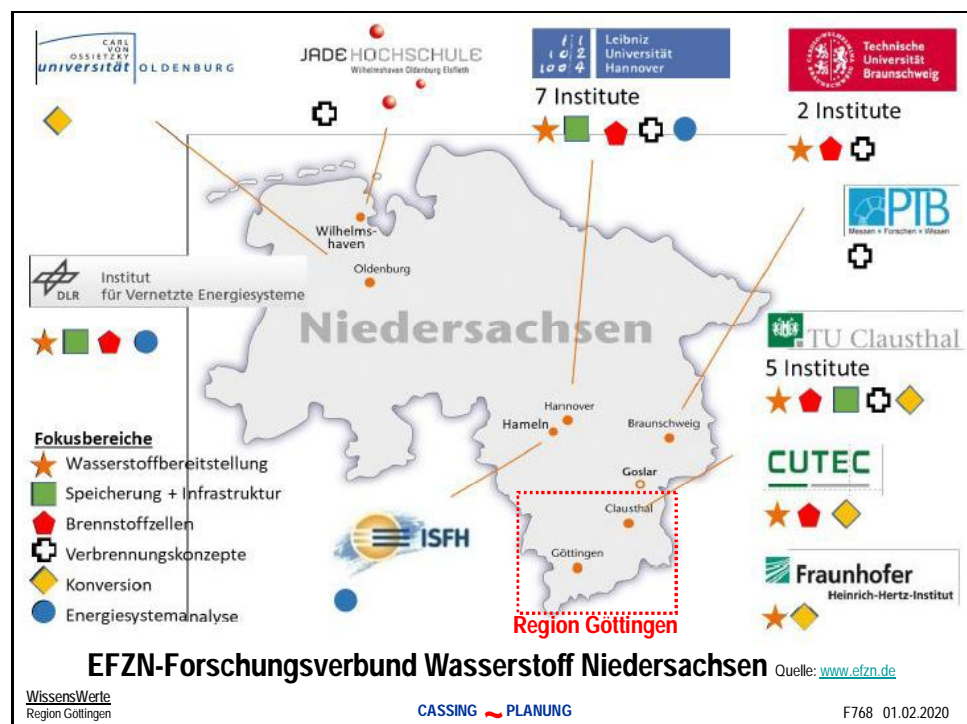 CARL
VON
OSSIETZKY
universität OLDENBURG
JADE HOCHSCHULE
Wilhelmshaven Oldenburg Elsfleth
Leibniz
Universität
Hannover
7 Institute
Technische
Universität
Braunschweig
2 Institute
PTB
Messen • Forschen • Wissen
Wilhelms-
haven
Oldenburg
DLR
Institut
für Vernetzte Energiesysteme
Niedersachsen
TU Clausthal
5 Institute
Hannover
Hameln
Braunschweig
Goslar
Clausthal
Göttingen
Region Göttingen
CUTEC
Fraunhofer
Heinrich-Hertz-Institut
ISFH
Fokusbereiche
Wasserstoffbereitstellung
Speicherung + Infrastruktur
Brennstoffzellen
Verbrennungskonzepte
Konversion
Energiesystemanalyse
EFZN-Forschungsverbund Wasserstoff Niedersachsen Quelle: www.efzn.de
WissensWerte
Region Göttingen
CASSING ~ PLANUNG
F768 01.02.2020